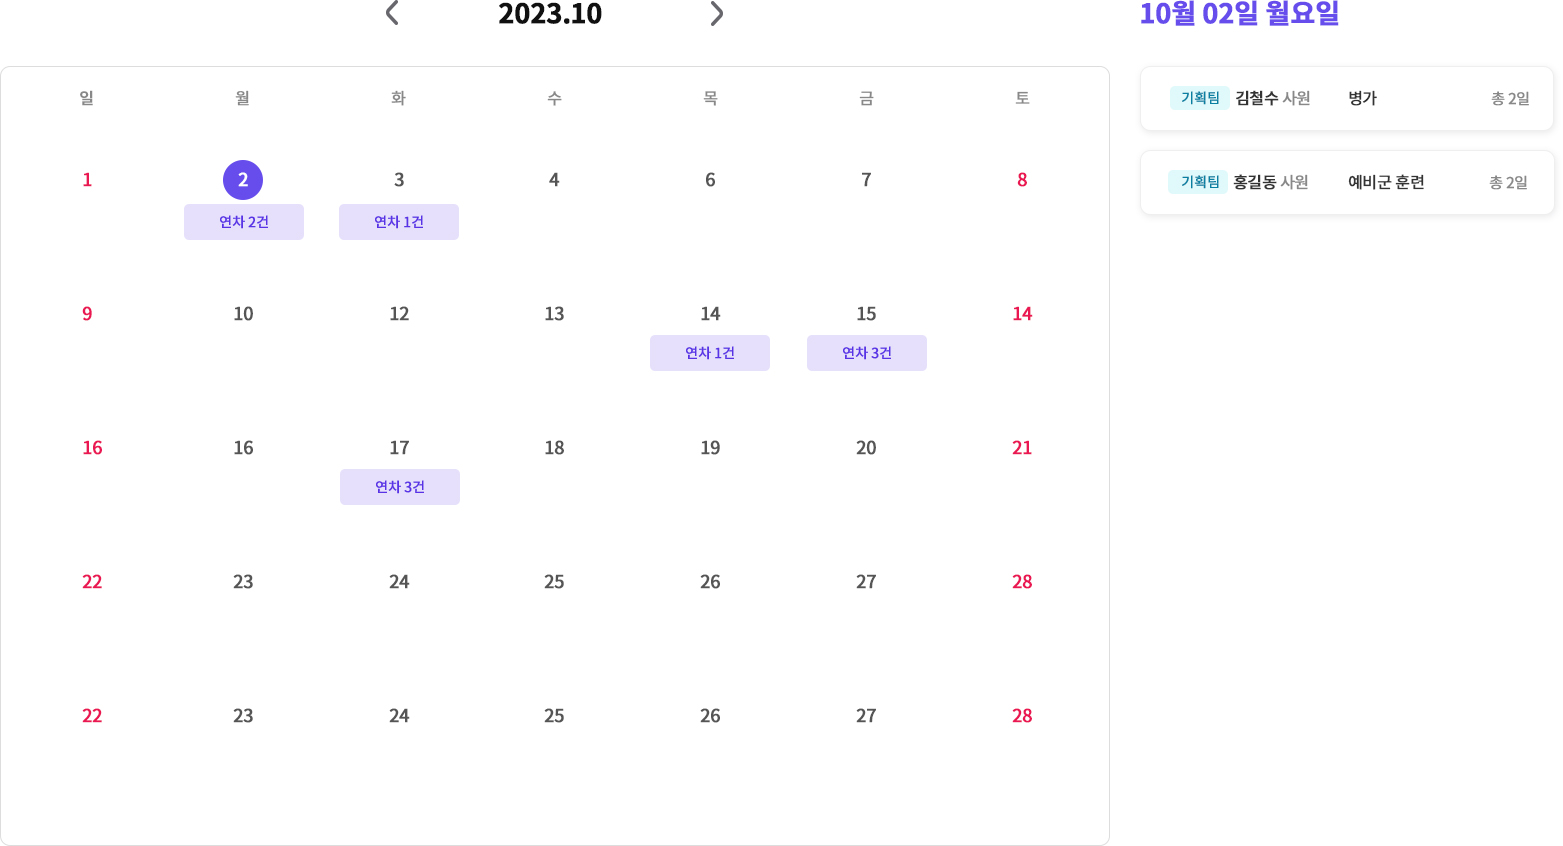 2023.10
일 월 화 수 목 금 토
1 2 3 4 6 7 8
연차 2건 연차 1건
9 10 12 13 14 15 14
연차 1건 연차 3건
16 16 17 18 19 20 21
연차 3건
22 23 24 25 26 27 28
22 23 24 25 26 27 28
10월 02일 월요일
기획팀 김철수 사원 병가 총 2일
기획팀 홍길동 사원 예비군 훈련 총 2일